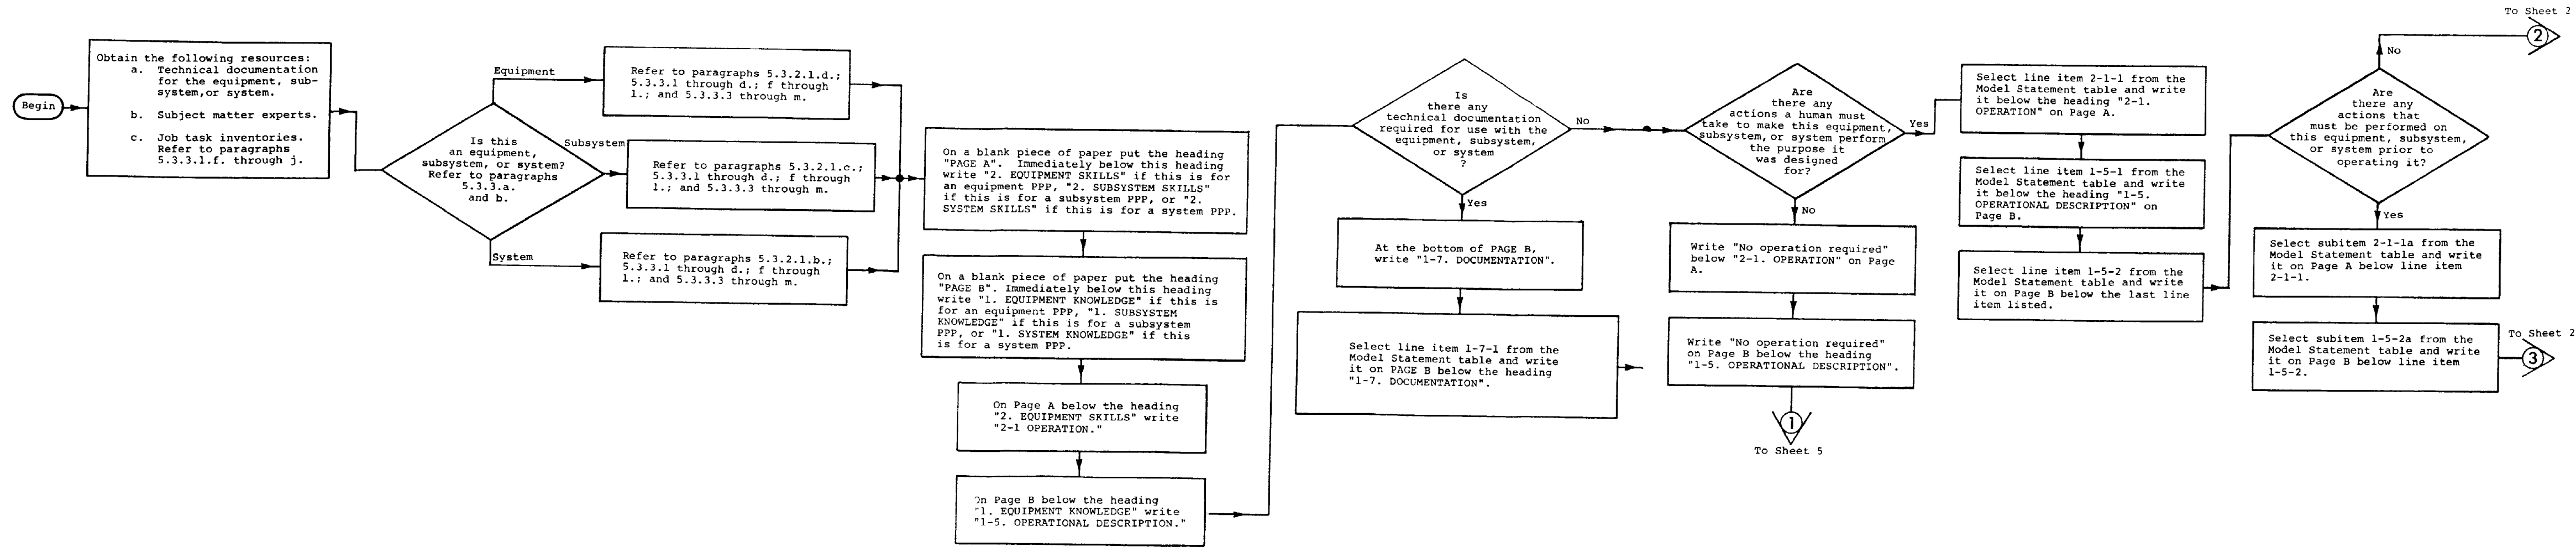 Begin
Obtain the following resources:
a. Technical documentation
for the equipment, sub-
system,or system.
b. Subject matter experts.
c. Job task inventories.
Refer to paragraphs
5.3.3.1.f. through j.
Is this
an equipment,
subsystem, or system?
Refer to paragraphs
5.3.3.a.
and b.
Equipment
Subsystem
System
Refer to paragraphs 5.3.2.1.d.;
5.3.3.1 through d.; f through
l.; and 5.3.3.3 through m.
Refer to paragraphs 5.3.2.1.c.;
5.3.3.1 through d.; f through
l.; and 5.3.3.3 through m.
Refer to paragraphs 5.3.2.1.b.;
5.3.3.1 through d.; f through
l.; and 5.3.3.3 through m.
On a blank piece of paper put the heading
"PAGE A". Immediately below this heading
write "2. EQUIPMENT SKILLS" if this is for
an equipment PPP, "2. SUBSYSTEM SKILLS"
if this is for a subsystem PPP, or "2.
SYSTEM SKILLS" if this is for a system PPP.
On a blank piece of paper put the heading
"PAGE B". Immediately below this heading
write "1. EQUIPMENT KNOWLEDGE" if this is
for an equipment PPP, "1. SUBSYSTEM
KNOWLEDGE" if this is for a subsystem
PPP, or "1. SYSTEM KNOWLEDGE" if this
is for a system PPP.
On Page A below the heading
"2. EQUIPMENT SKILLS" write
"2-1 OPERATION."
On Page B below the heading
"1. EQUIPMENT KNOWLEDGE" write
"1-5. OPERATIONAL DESCRIPTION."
Is
there any
technical documentation
required for use with the
equipment, subsystem,
or system
?
No
Yes
At the bottom of PAGE B,
write "1-7. DOCUMENTATION".
Select line item 1-7-1 from the
Model Statement table and write
it on PAGE B below the heading
"1-7. DOCUMENTATION".
Are
there any
actions a human must
take to make this equipment,
subsystem, or system perform
the purpose it
was designed
for?
Yes
No
Write "No operation required"
below "2-1. OPERATION" on Page
A.
Write "No operation required"
on Page B below the heading
"1-5. OPERATIONAL DESCRIPTION".
1
To Sheet 5
Select line item 2-1-1 from the
Model Statement table and write
it below the heading "2-1.
OPERATION" on Page A.
Select line item 1-5-1 from the
Model Statement table and write
it below the heading "1-5.
OPERATIONAL DESCRIPTION" on
Page B.
Select line item 1-5-2 from the
Model Statement table and write
it on Page B below the last line
item listed.
Are
there any
actions that
must be performed on
this equipment, subsystem,
or system prior to
operating it?
No
To Sheet 2
2
Yes
Select subitem 2-1-1a from the
Model Statement table and write
it on Page A below line item
2-1-1.
Select subitem 1-5-2a from the
Model Statement table and write
it on Page B below line item
1-5-2.
To Sheet 2
3